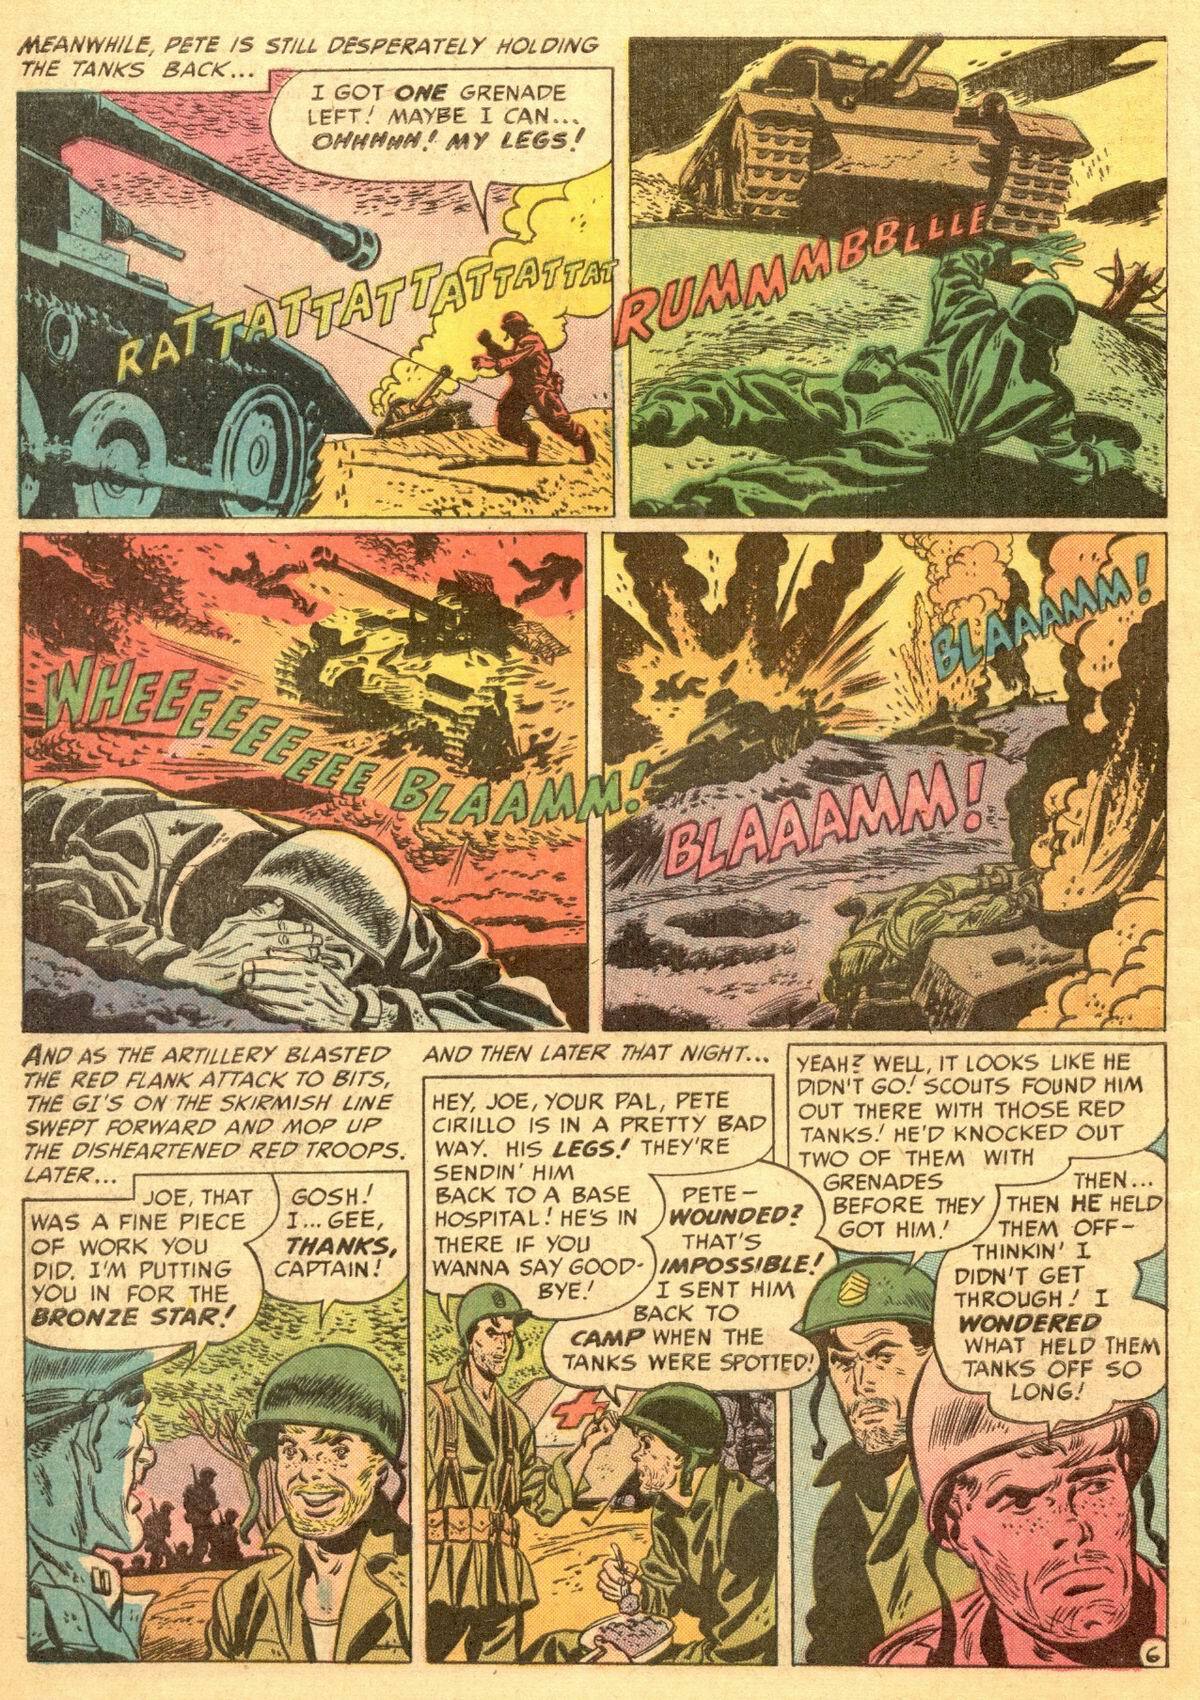 MEANWHILE, PETE IS STILL DESPERATELY HOLDING
THE TANKS BACK...
I GOT ONE GRENADE
LEFT! MAYBE I CAN...
OHHHHH! MY LEGS!
RATTATTATTATTATTAT
RUMMMMBBLLLE
WHEEEEEEEEEE BLAAMM!
BLAAAMM!
BLAAAAMM!
AND AS THE ARTILLERY BLASTED
THE RED FLANK ATTACK TO BITS,
THE GI'S ON THE SKIRMISH LINE
SWEPT FORWARD AND MOP UP
THE DISHEARTENED RED TROOPS.
LATER...
JOE, THAT
WAS A FINE PIECE
OF WORK YOU
DID. I'M PUTTING
YOU IN FOR THE
BRONZE STAR!
GOSH!
I... GEE,
THANKS,
CAPTAIN!
AND THEN LATER THAT NIGHT...
HEY, JOE, YOUR PAL, PETE
CIRILLO IS IN A PRETTY BAD
WAY. HIS LEGS! THEY'RE
SENDIN' HIM
BACK TO A BASE
HOSPITAL! HE'S IN
THERE IF YOU
WANNA SAY GOOD-
BYE!
PETE—
WOUNDED?
THAT'S
IMPOSSIBLE!
I SENT HIM
BACK TO
CAMP WHEN THE
TANKS WERE SPOTTED!
YEAH? WELL, IT LOOKS LIKE HE
DIDN'T GO! SCOUTS FOUND HIM
OUT THERE WITH THOSE RED
TANKS! HE'D KNOCKED OUT
TWO OF THEM WITH
GRENADES
BEFORE THEY
GOT HIM!
THEN...
THEN HE HELD
THEM OFF—
THINKIN' I
DIDN'T GET
THROUGH! I
WONDERED
WHAT HELD THEM
TANKS OFF SO
LONG!
6